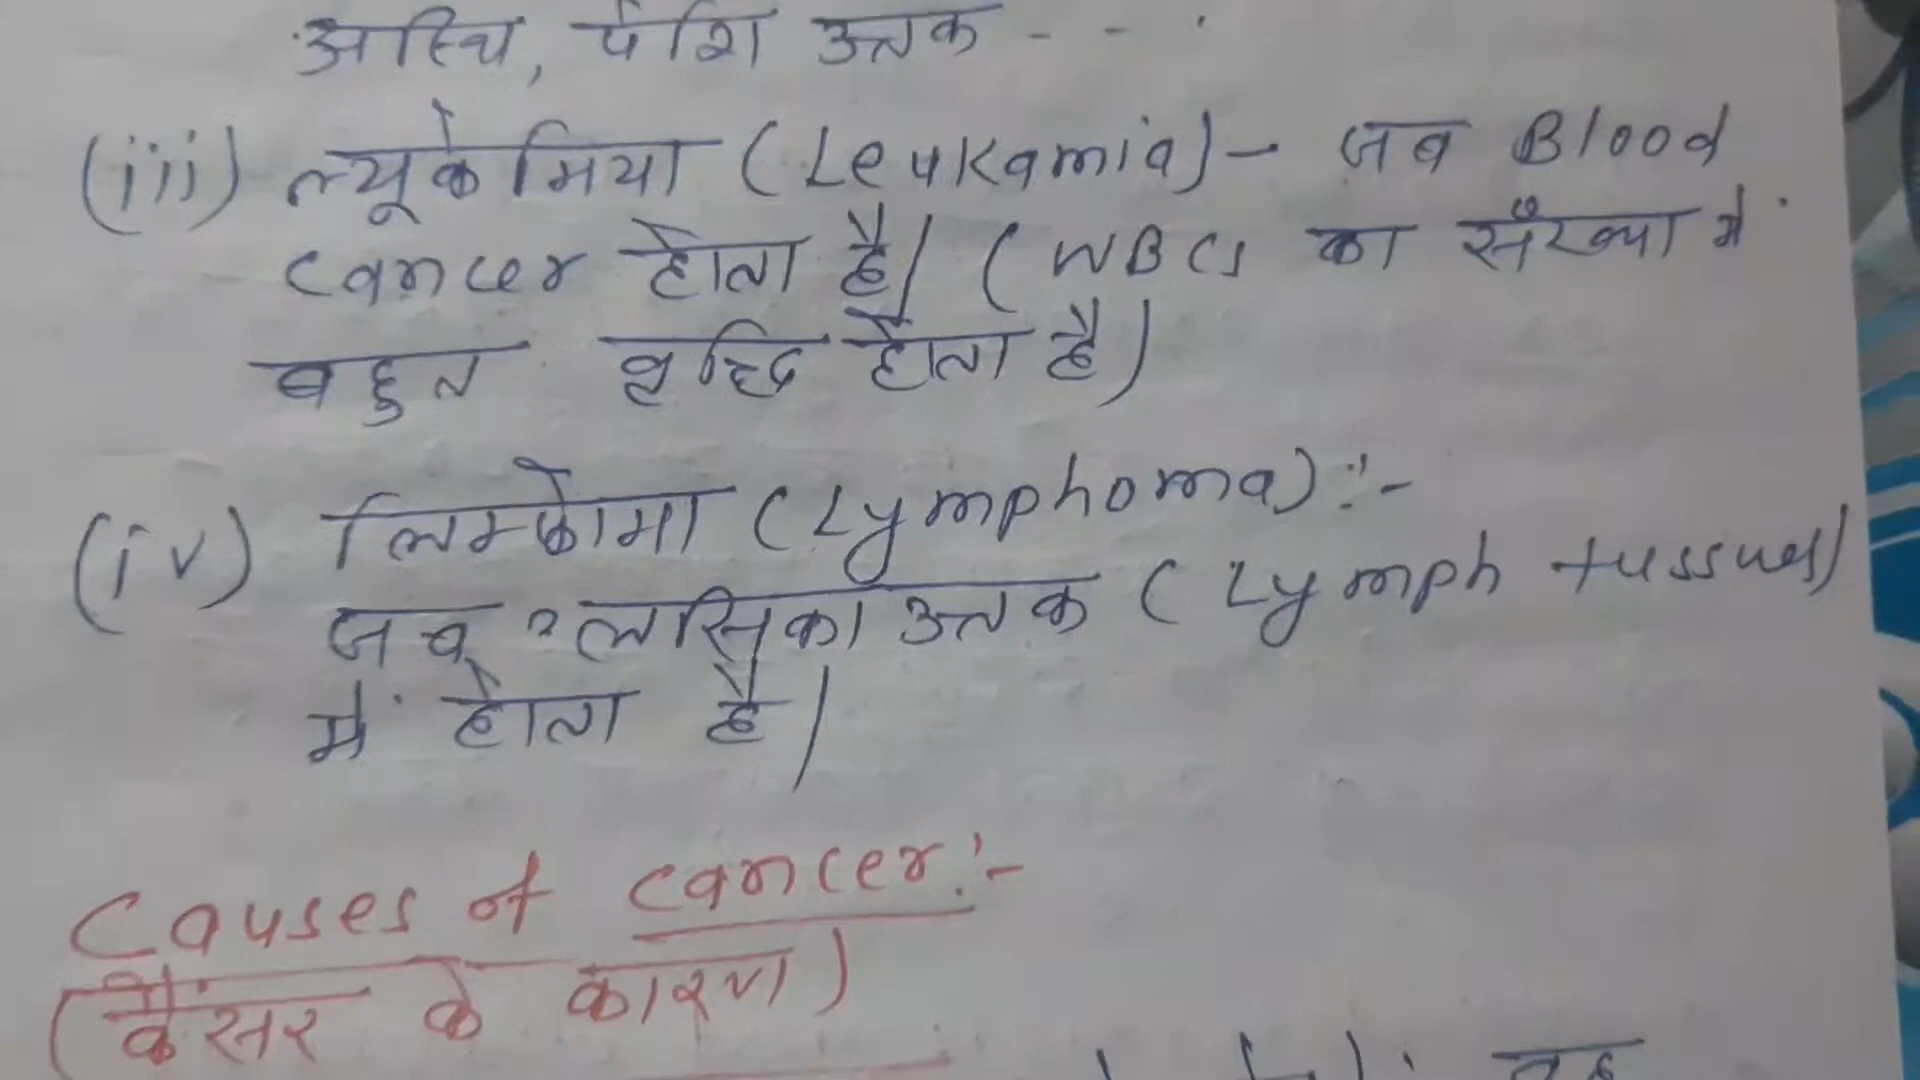 अस्थि, पेशि उत्तक - - .
(iii) ल्यूकेमिया (Leukamia) - जब Blood
cancer होता है। (WBCs का सँख्या में
बहुत वृद्धि होता है)
(iv) लिम्फोमा (Lymphoma) :-
जब लसिका उत्तक (Lymph tussues)
में होता है।
Causes of cancer :-
(कैंसर के कारण)